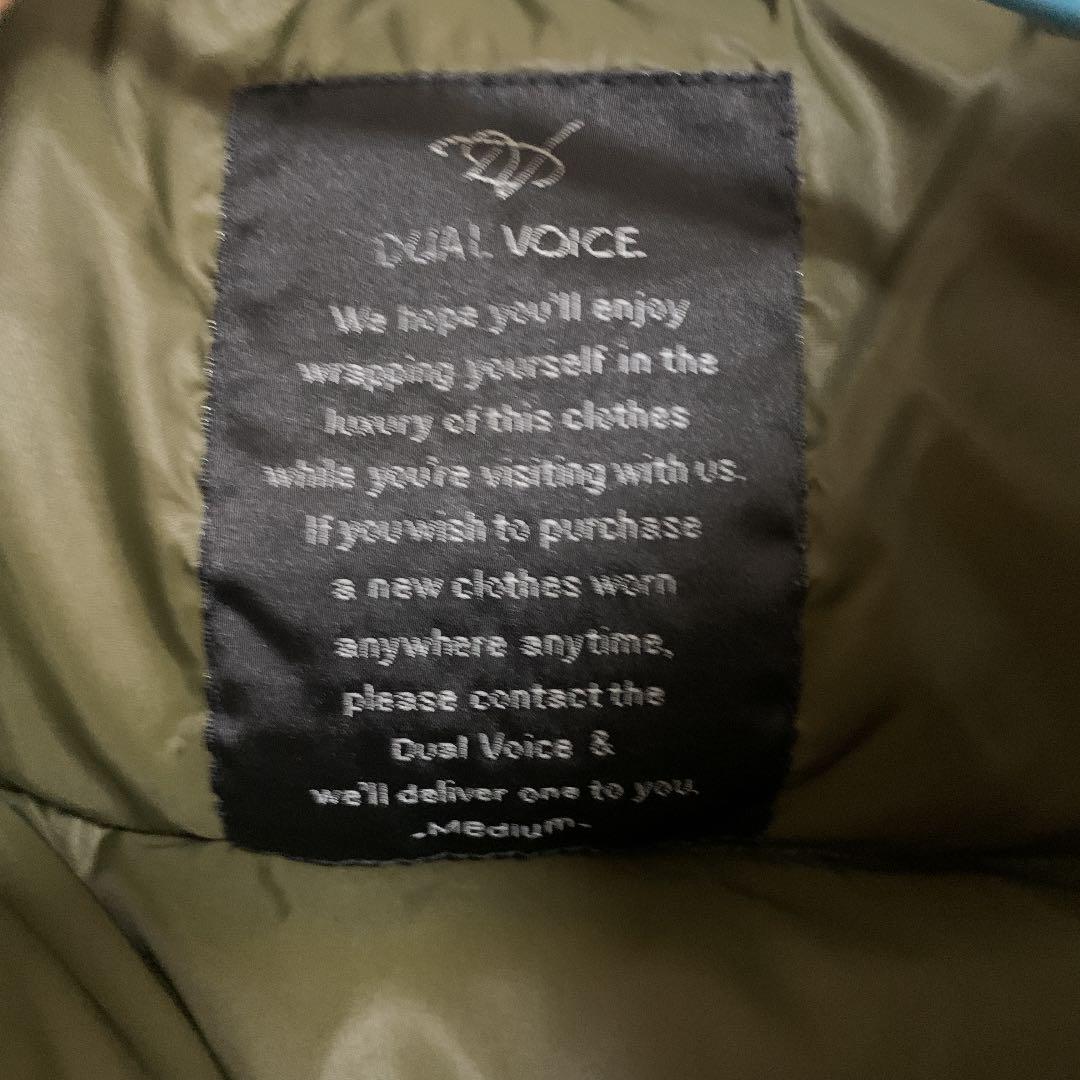 DUAL VOICE
We hope you'll enjoy
wrapping yourself in the
luxury of this clothes
while you're visiting with us.
If you wish to purchase
a new clothes worn
anywhere anytime,
please contact the
Dual Voice &
we'll deliver one to you.
-Medium-